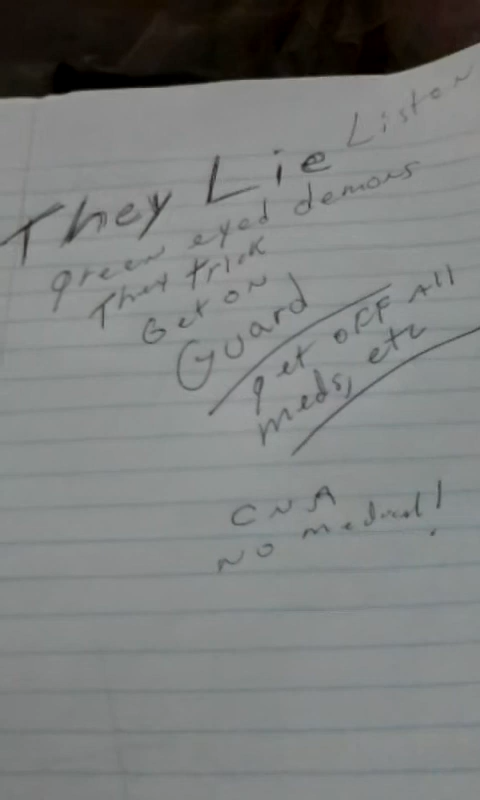 Listen
They Lie
green eyed demons
They trick
Get on
Guard
get off All
meds, etc
CNA
No medical!